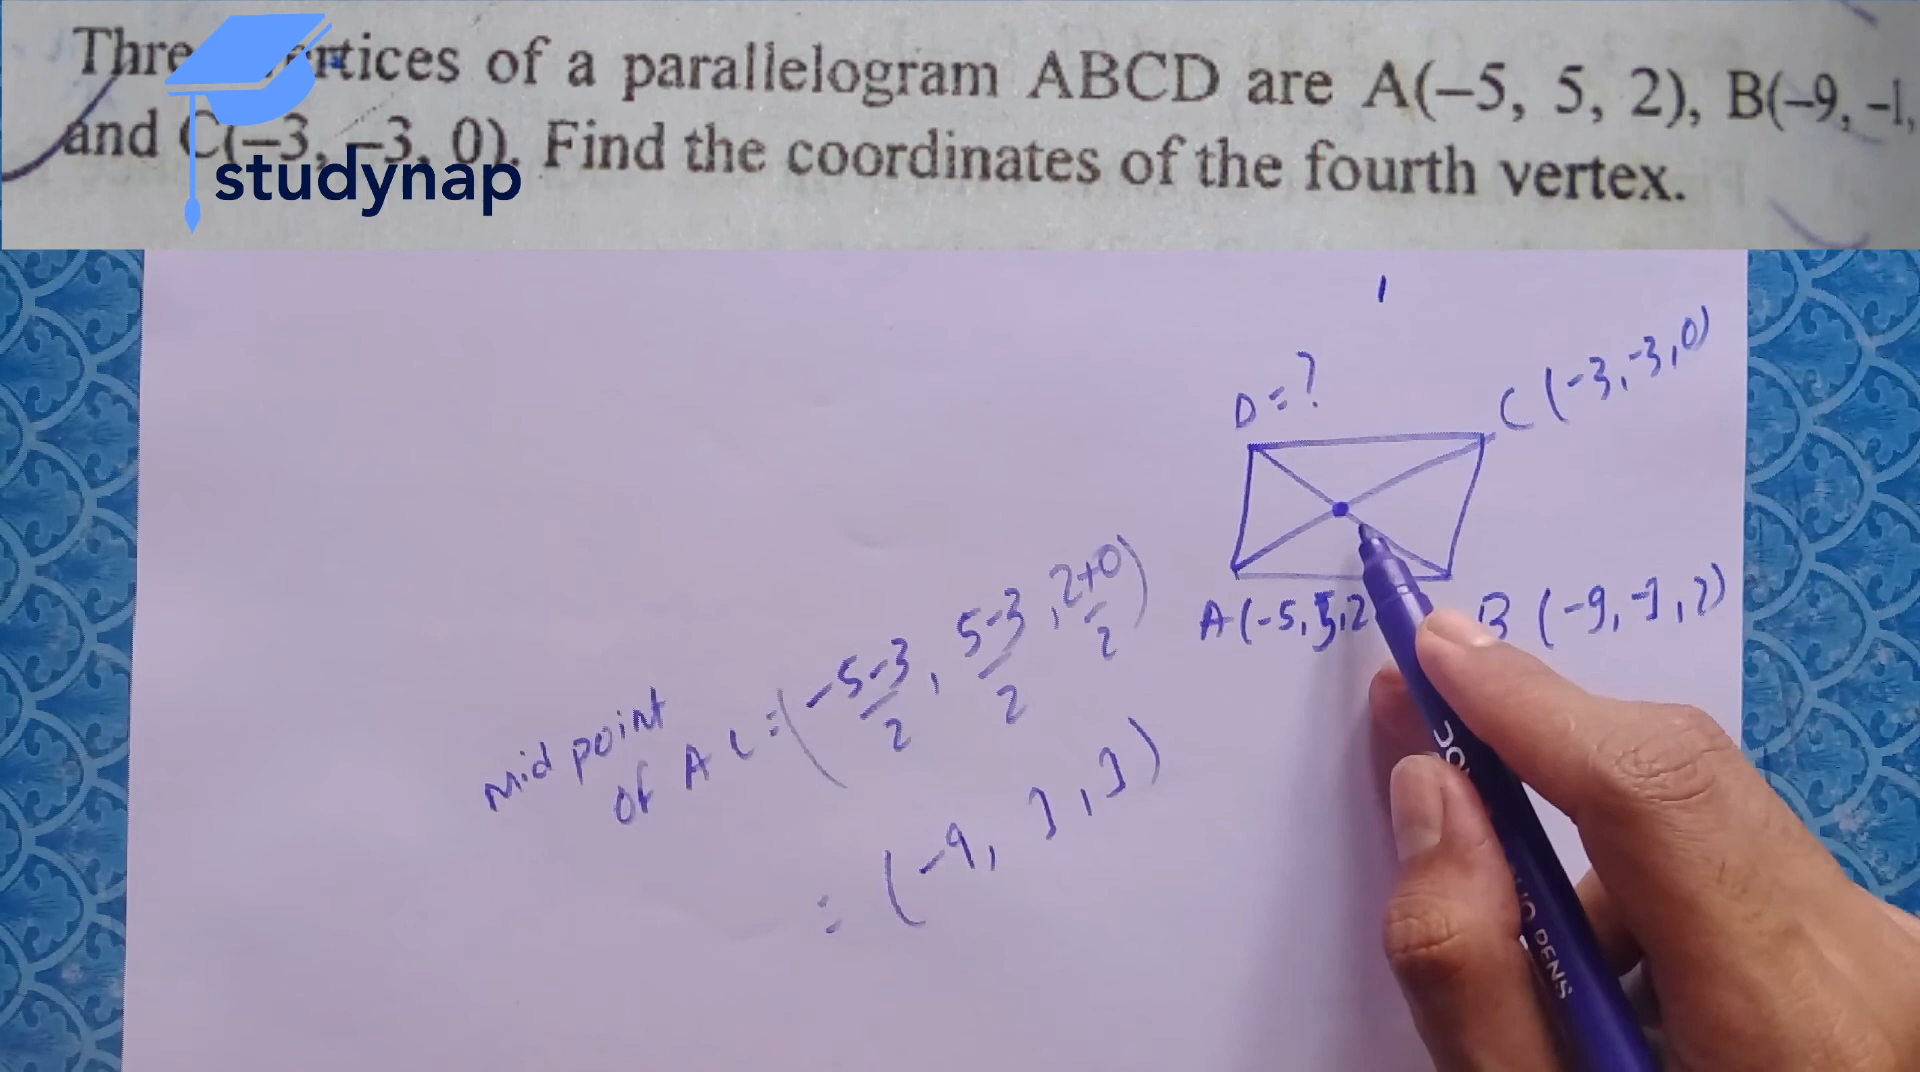 Thre rtices of a parallelogram ABCD are A(–5, 5, 2), B(–9, –1,
and C(–3, –3, 0). Find the coordinates of the fourth vertex.
studynap
D = ?
C (-3, -3, 0)
A (-5, 5, 2
B (-9, -1, 2)
mid point
of AC = ( -5-3/2 , 5-3/2 , 2+0/2 )
= ( -9, 1, 1 )
PENS